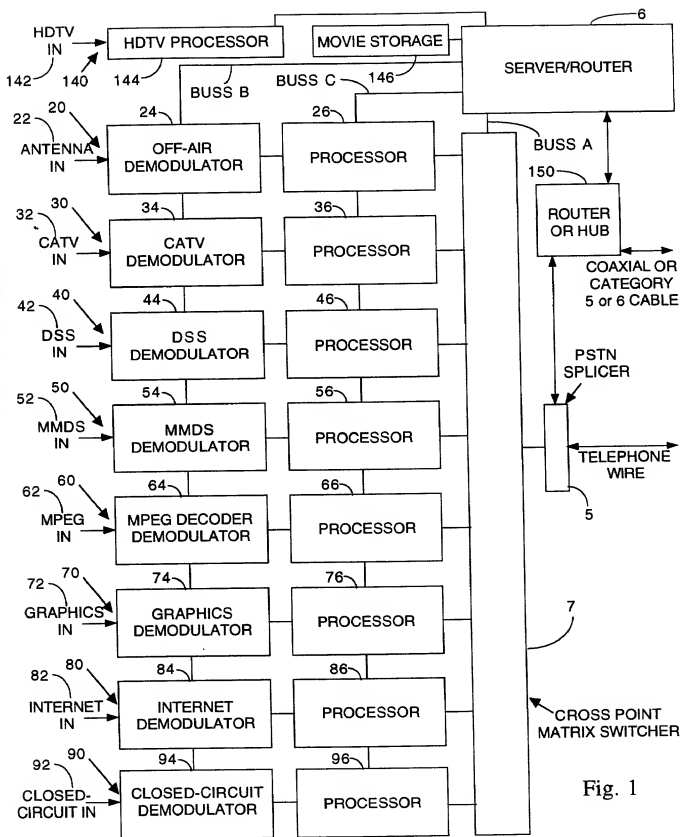 HDTV
IN
142
140
HDTV PROCESSOR
144
MOVIE STORAGE
146
6
SERVER/ROUTER
BUSS B
BUSS C
BUSS A
20
22
ANTENNA
IN
24
OFF-AIR
DEMODULATOR
26
PROCESSOR
150
ROUTER
OR HUB
COAXIAL OR
CATEGORY
5 or 6 CABLE
30
32
CATV
IN
34
CATV
DEMODULATOR
36
PROCESSOR
40
42
DSS
IN
44
DSS
DEMODULATOR
46
PROCESSOR
PSTN
SPLICER
50
52
MMDS
IN
54
MMDS
DEMODULATOR
56
PROCESSOR
TELEPHONE
WIRE
5
60
62
MPEG
IN
64
MPEG DECODER
DEMODULATOR
66
PROCESSOR
70
72
GRAPHICS
IN
74
GRAPHICS
DEMODULATOR
76
PROCESSOR
7
80
82
INTERNET
IN
84
INTERNET
DEMODULATOR
86
PROCESSOR
CROSS POINT
MATRIX SWITCHER
90
92
CLOSED-
CIRCUIT IN
94
CLOSED-CIRCUIT
DEMODULATOR
96
PROCESSOR
Fig. 1